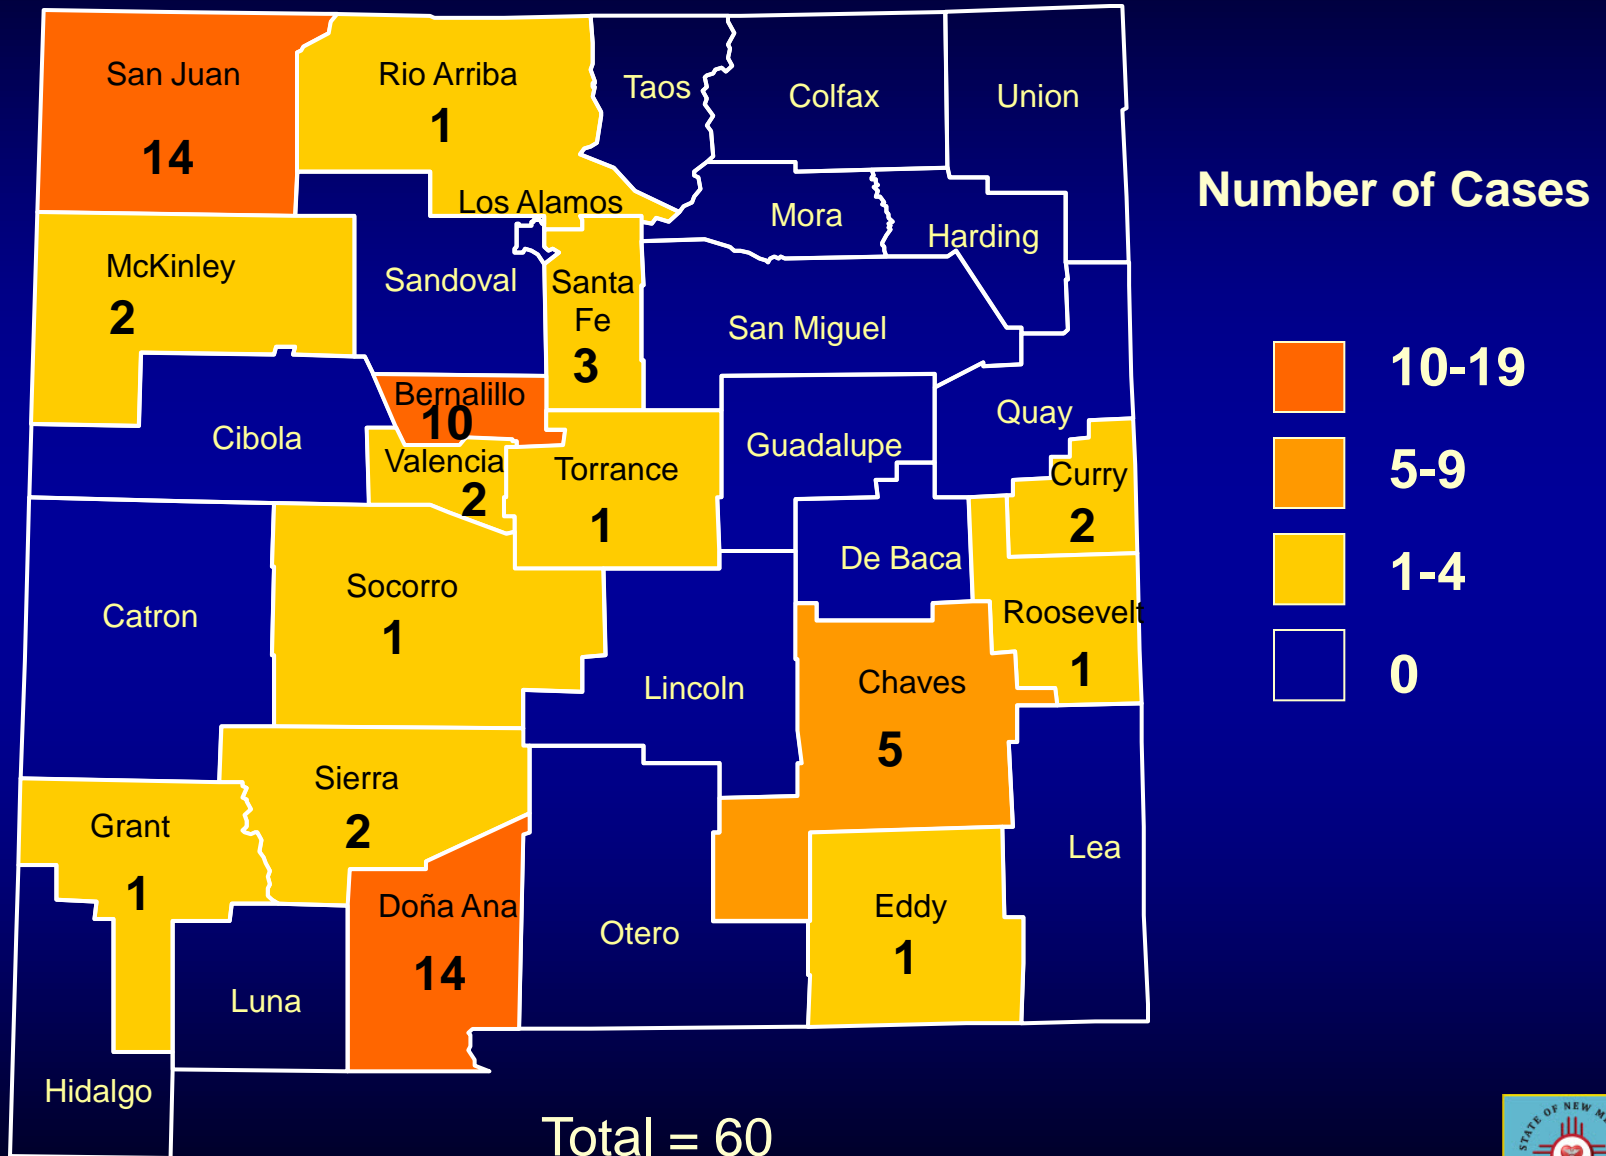 San Juan
14
Rio Arriba
1
Taos
Colfax
Union
Los Alamos
Mora
Harding
McKinley
2
Sandoval
Santa
Fe
3
San Miguel
Bernalillo
10
Quay
Cibola
Guadalupe
Valencia
2
Torrance
1
Curry
2
De Baca
Catron
Socorro
1
Roosevelt
1
Lincoln
Chaves
5
Sierra
2
Grant
1
Lea
Doña Ana
14
Otero
Eddy
1
Luna
Hidalgo
Number of Cases
10-19
5-9
1-4
0
Total = 60
STATE OF NEW